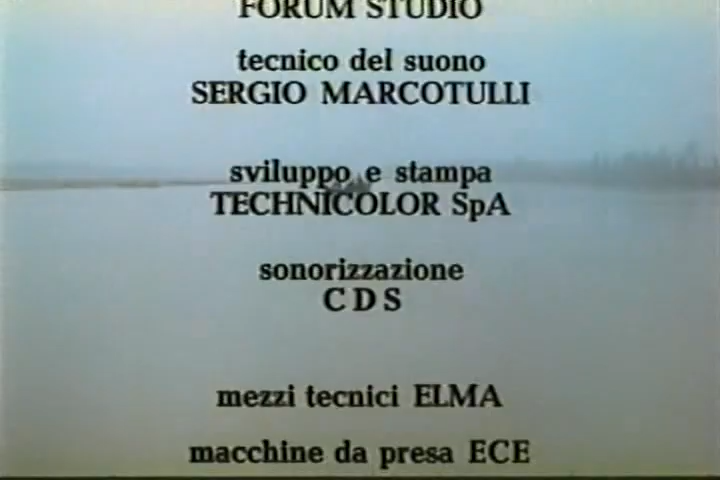 FORUM STUDIO
tecnico del suono
SERGIO MARCOTULLI
sviluppo e stampa
TECHNICOLOR SpA
sonorizzazione
C D S
mezzi tecnici ELMA
macchine da presa ECE